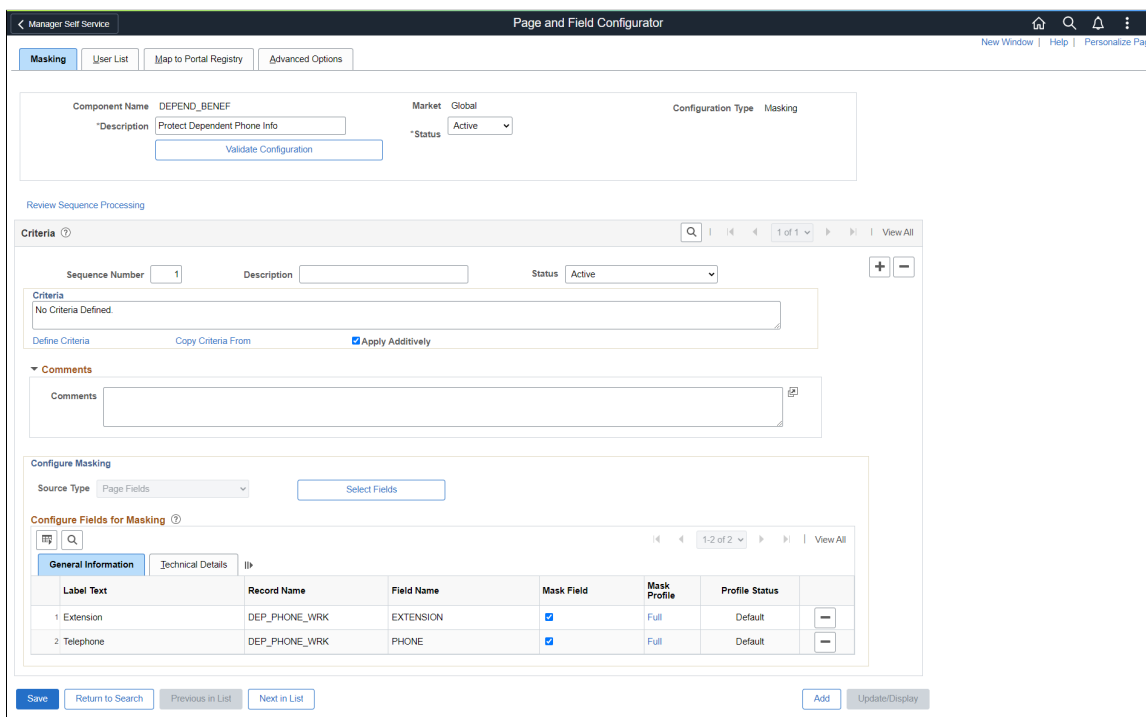 Manager Self Service Page and Field Configurator
New Window | Help | Personalize Pag
Masking User List Map to Portal Registry Advanced Options
Component Name DEPEND_BENEF Market Global Configuration Type Masking
*Description Protect Dependent Phone Info *Status Active
Validate Configuration
Review Sequence Processing
Criteria 1 of 1 | View All
Sequence Number 1 Description Status Active
Criteria
No Criteria Defined.
Define Criteria Copy Criteria From Apply Additively
Comments
Comments
Configure Masking
Source Type Page Fields Select Fields
Configure Fields for Masking
1-2 of 2 | View All
General Information Technical Details
Label Text Record Name Field Name Mask Field Mask Profile Profile Status
1 Extension DEP_PHONE_WRK EXTENSION Full Default
2 Telephone DEP_PHONE_WRK PHONE Full Default
Save Return to Search Previous in List Next in List Add Update/Display